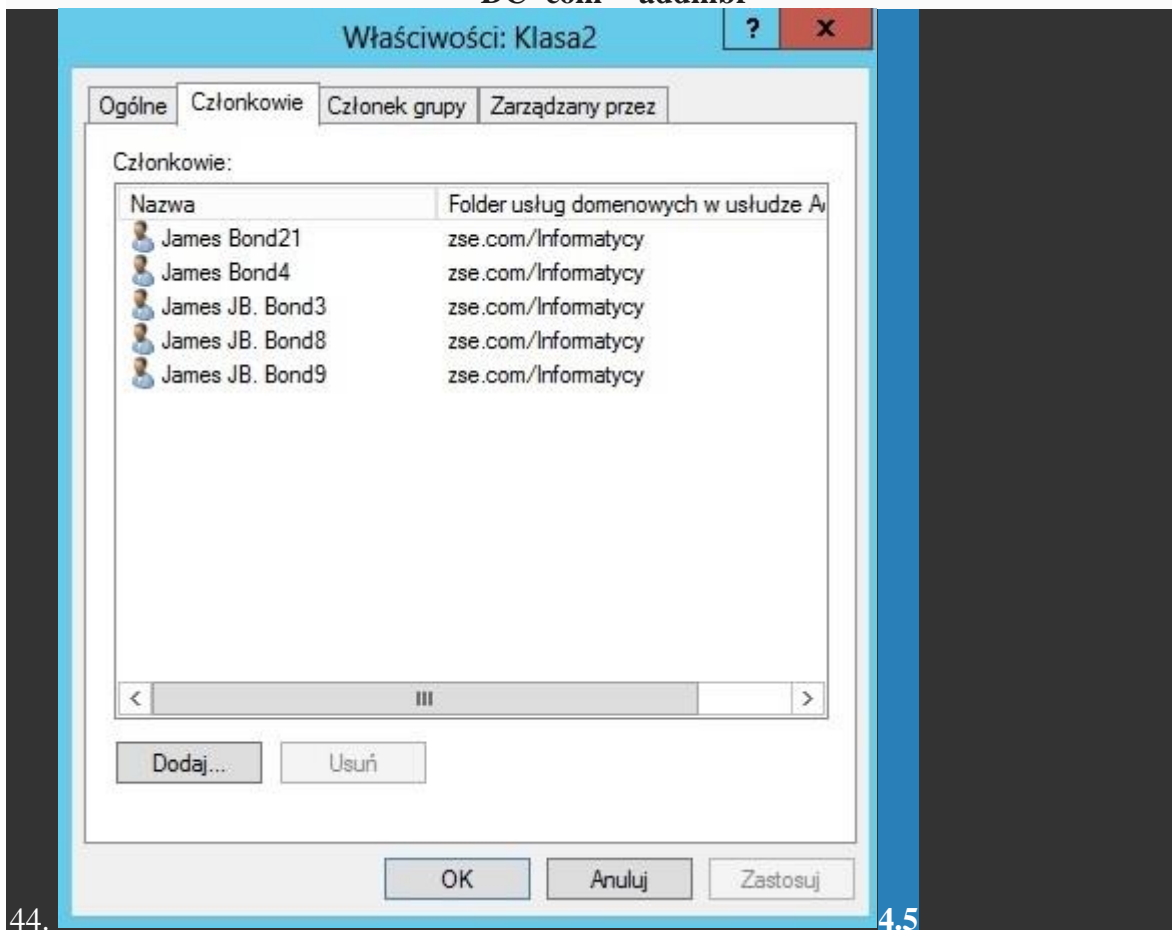 Właściwości: Klasa2
? x
Ogólne Członkowie Członek grupy Zarządzany przez
Członkowie:
Nazwa Folder usług domenowych w usłudze A
James Bond21 zse.com/Informatycy
James Bond4 zse.com/Informatycy
James JB. Bond3 zse.com/Informatycy
James JB. Bond8 zse.com/Informatycy
James JB. Bond9 zse.com/Informatycy
Dodaj... Usuń
OK Anuluj Zastosuj
44. 4.5